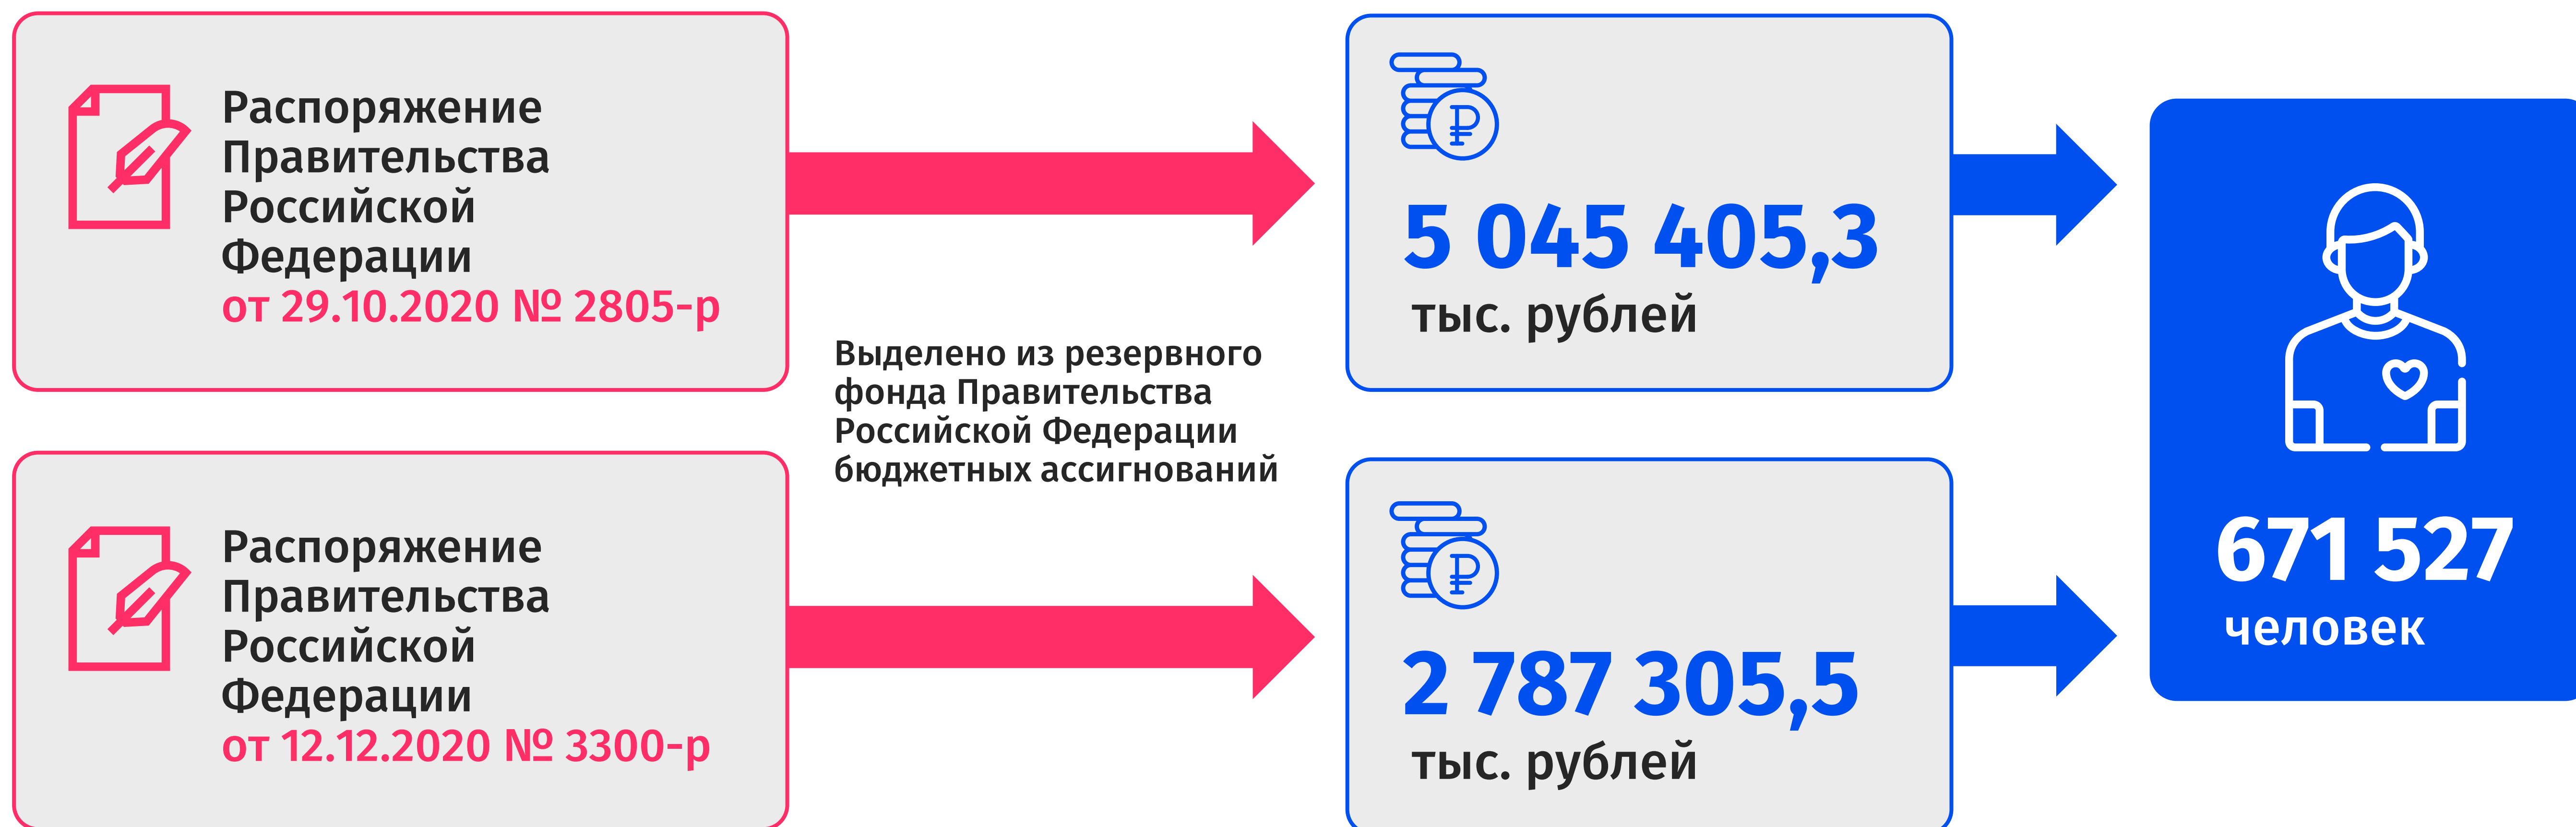 Распоряжение
Правительства
Российской
Федерации
от 29.10.2020 № 2805-р
5 045 405,3
тыс. рублей
Выделено из резервного
фонда Правительства
Российской Федерации
бюджетных ассигнований
Распоряжение
Правительства
Российской
Федерации
от 12.12.2020 № 3300-р
2 787 305,5
тыс. рублей
671 527
человек